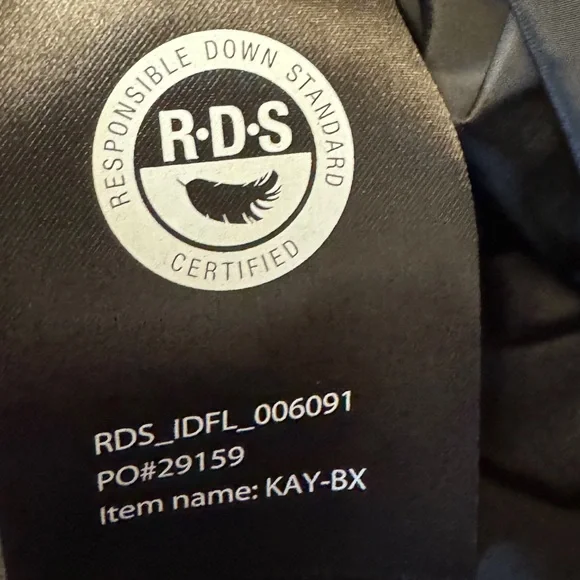 RESPONSIBLE DOWN STANDARD
R·D·S
CERTIFIED
RDS_IDFL_006091
PO#29159
Item name: KAY-BX